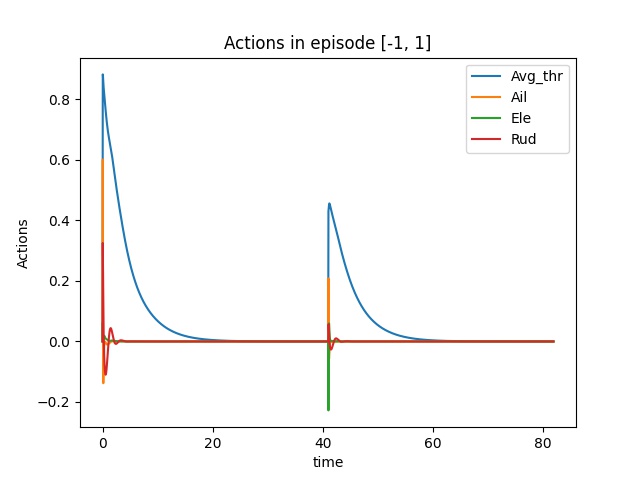 Actions in episode [-1, 1]
Avg_thr
Ail
Ele
Rud
Actions
0.8
0.6
0.4
0.2
0.0
−0.2
0
20
40
60
80
time